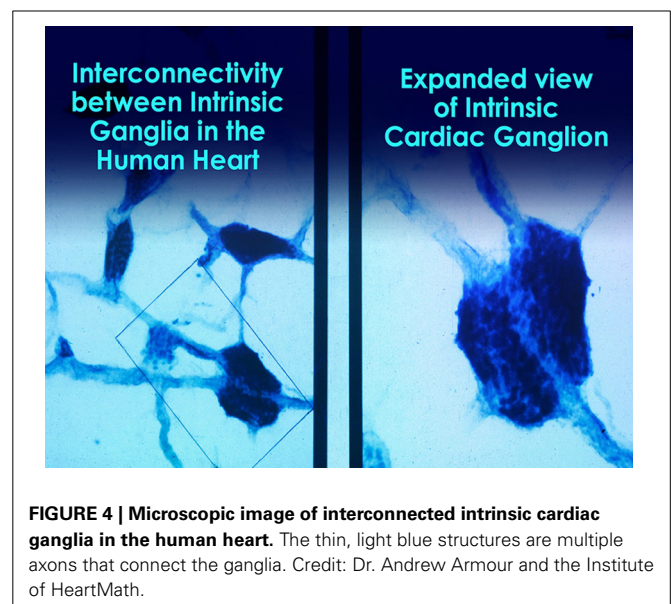 Interconnectivity
between Intrinsic
Ganglia in the
Human Heart
Expanded view
of Intrinsic
Cardiac Ganglion
FIGURE 4 | Microscopic image of interconnected intrinsic cardiac
ganglia in the human heart. The thin, light blue structures are multiple
axons that connect the ganglia. Credit: Dr. Andrew Armour and the Institute
of HeartMath.